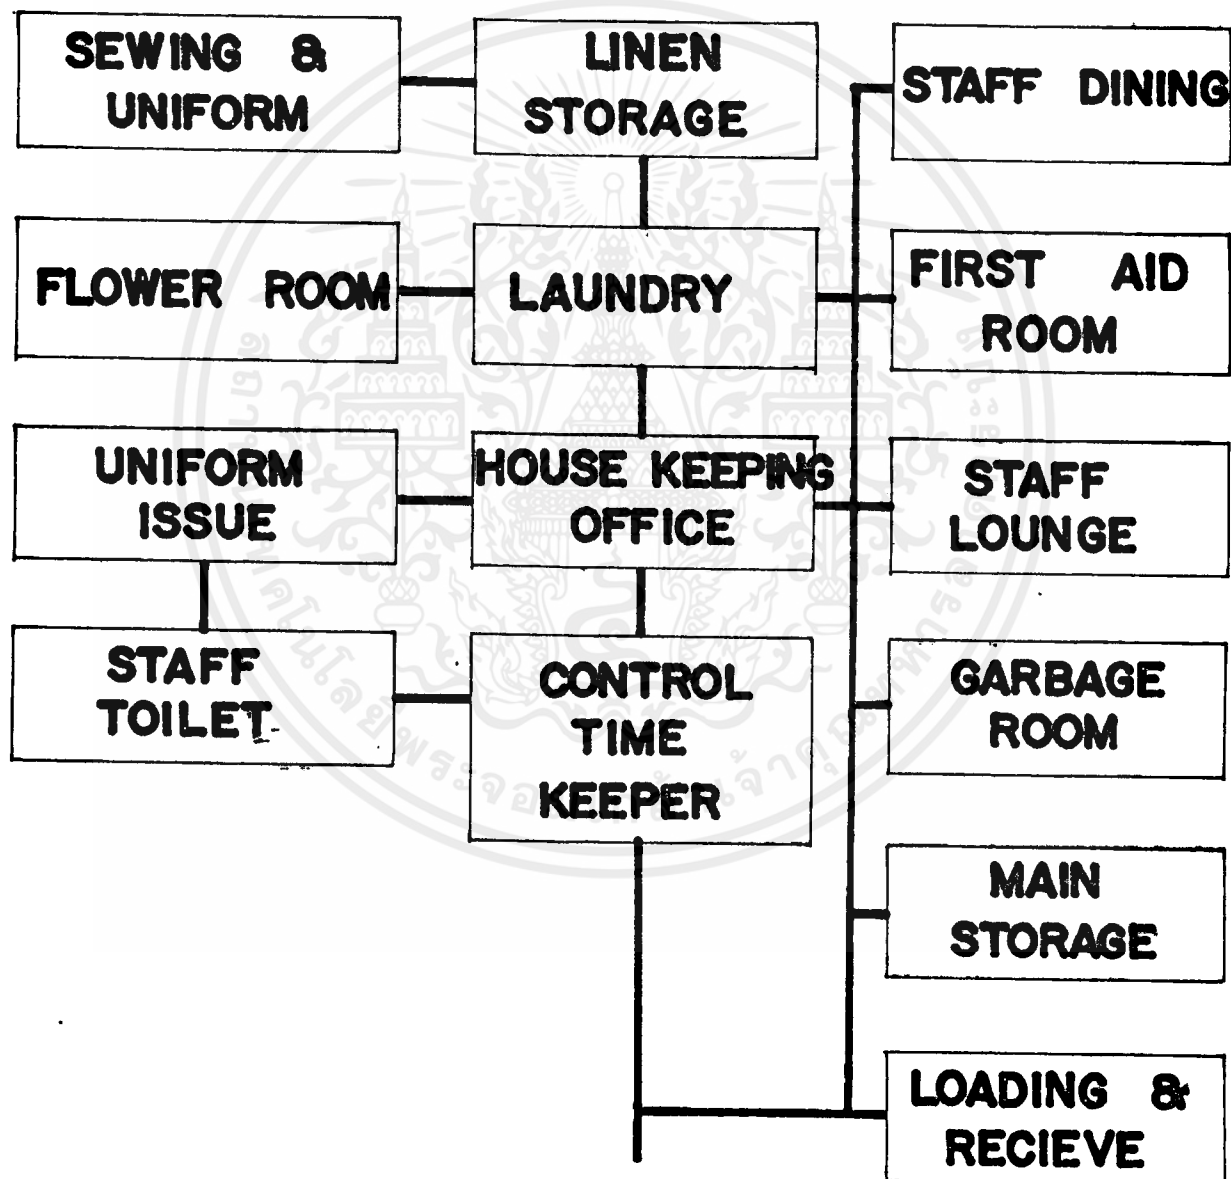 SEWING &
UNIFORM
LINEN
STORAGE
STAFF DINING
FLOWER ROOM
LAUNDRY
FIRST AID
ROOM
UNIFORM
ISSUE
HOUSE KEEPING
OFFICE
STAFF
LOUNGE
STAFF
TOILET
CONTROL
TIME
KEEPER
GARBAGE
ROOM
MAIN
STORAGE
LOADING &
RECIEVE